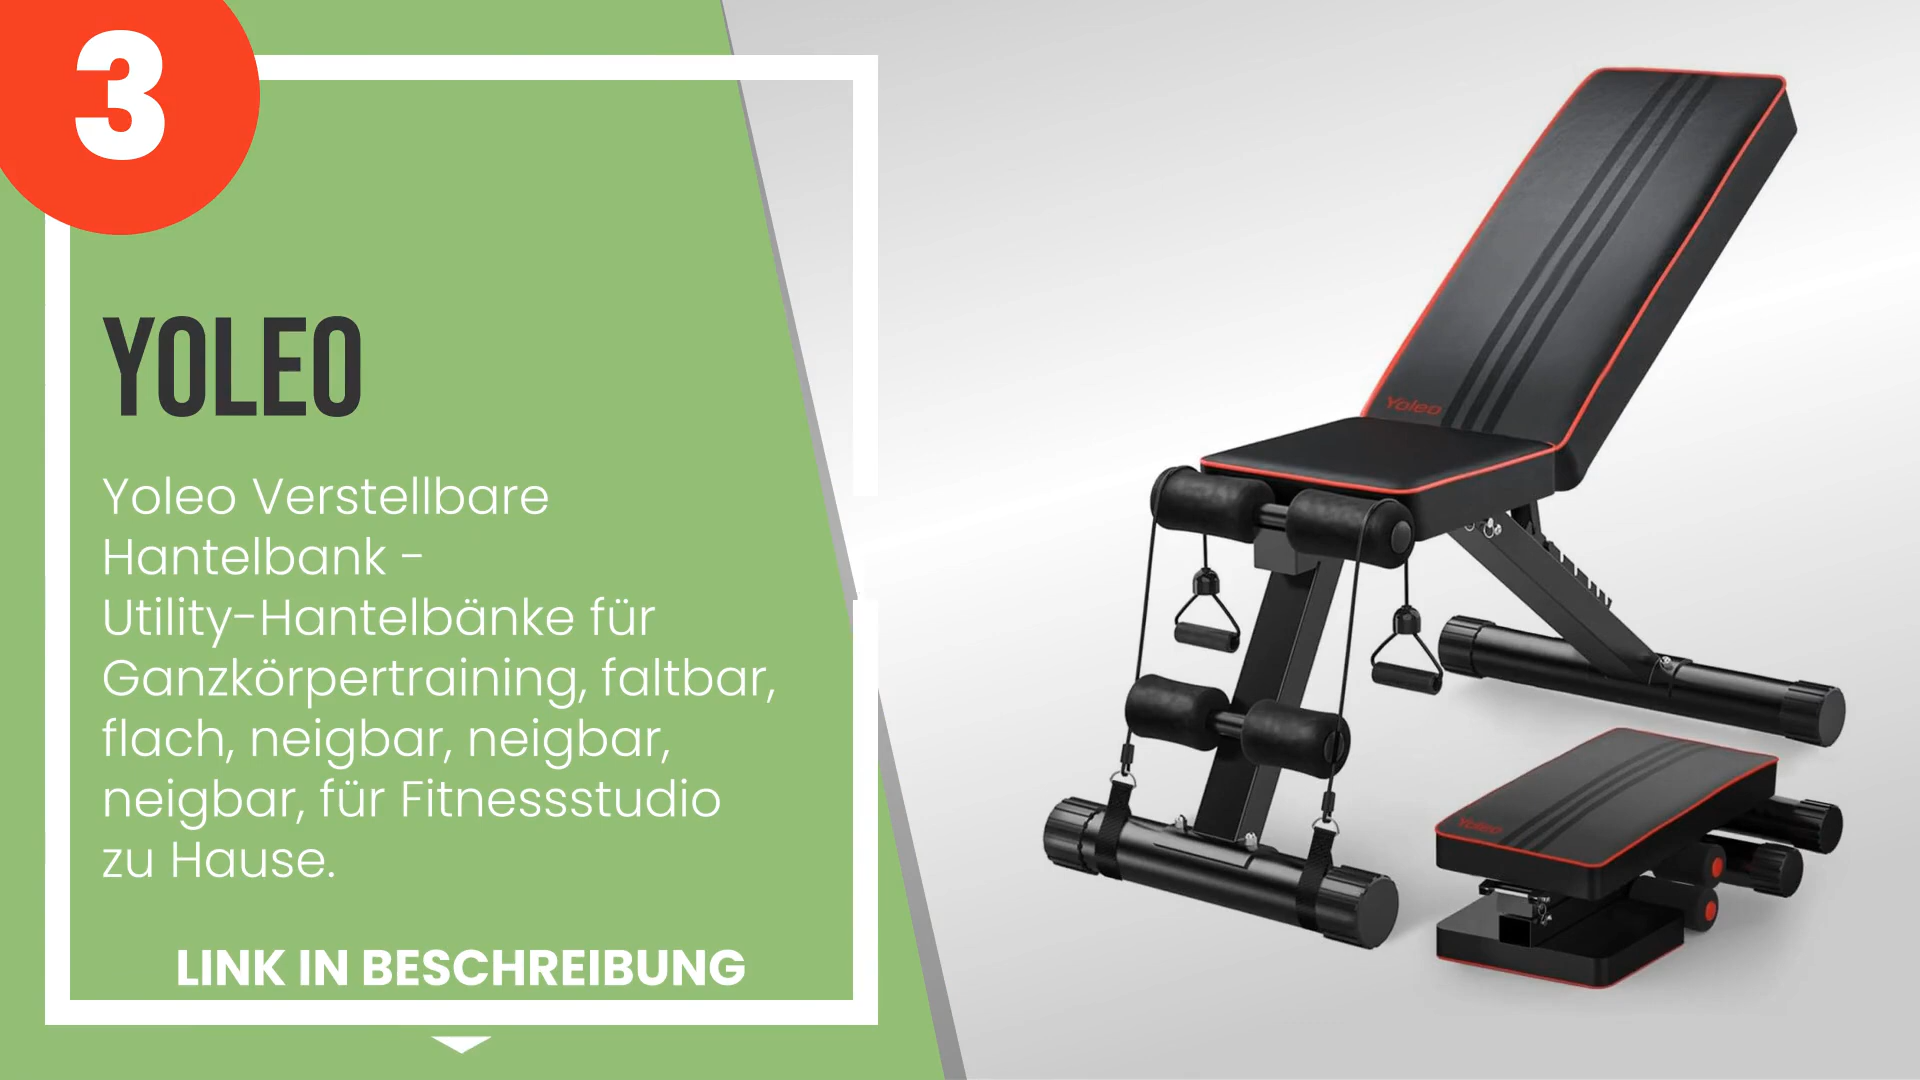 3
YOLEO
Yoleo Verstellbare
Hantelbank -
Utility-Hantelbänke für
Ganzkörpertraining, faltbar,
flach, neigbar, neigbar,
neigbar, für Fitnessstudio
zu Hause.
LINK IN BESCHREIBUNG
Yoleo
Yoleo